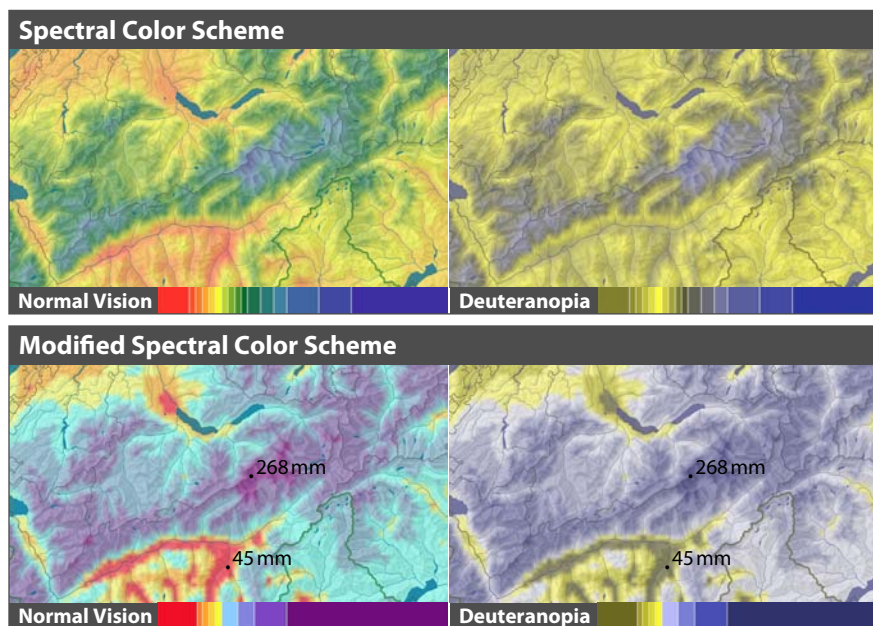 Spectral Color Scheme
Normal Vision
Deuteranopia
Modified Spectral Color Scheme
268 mm
45 mm
268 mm
45 mm
Normal Vision
Deuteranopia